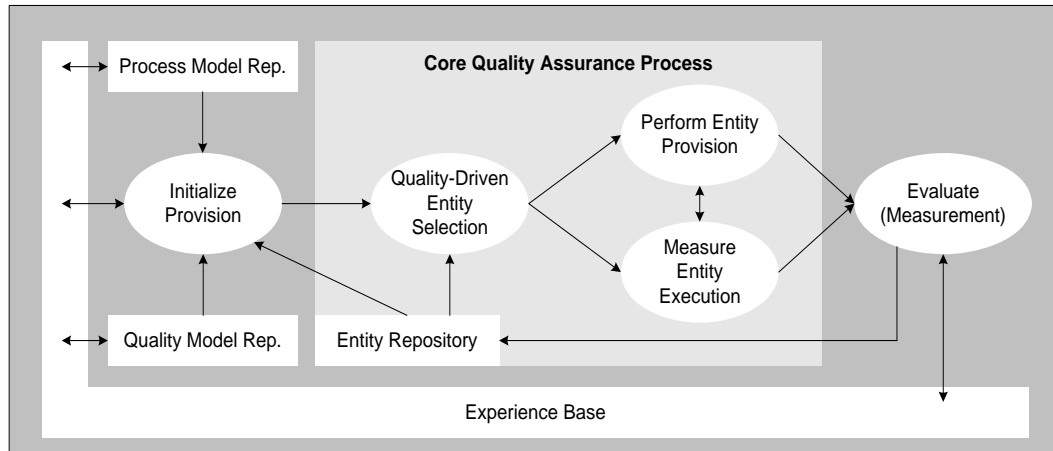 Process Model Rep.
Core Quality Assurance Process
Perform Entity
Provision
Initialize
Provision
Quality-Driven
Entity
Selection
Evaluate
(Measurement)
Measure
Entity
Execution
Quality Model Rep.
Entity Repository
Experience Base